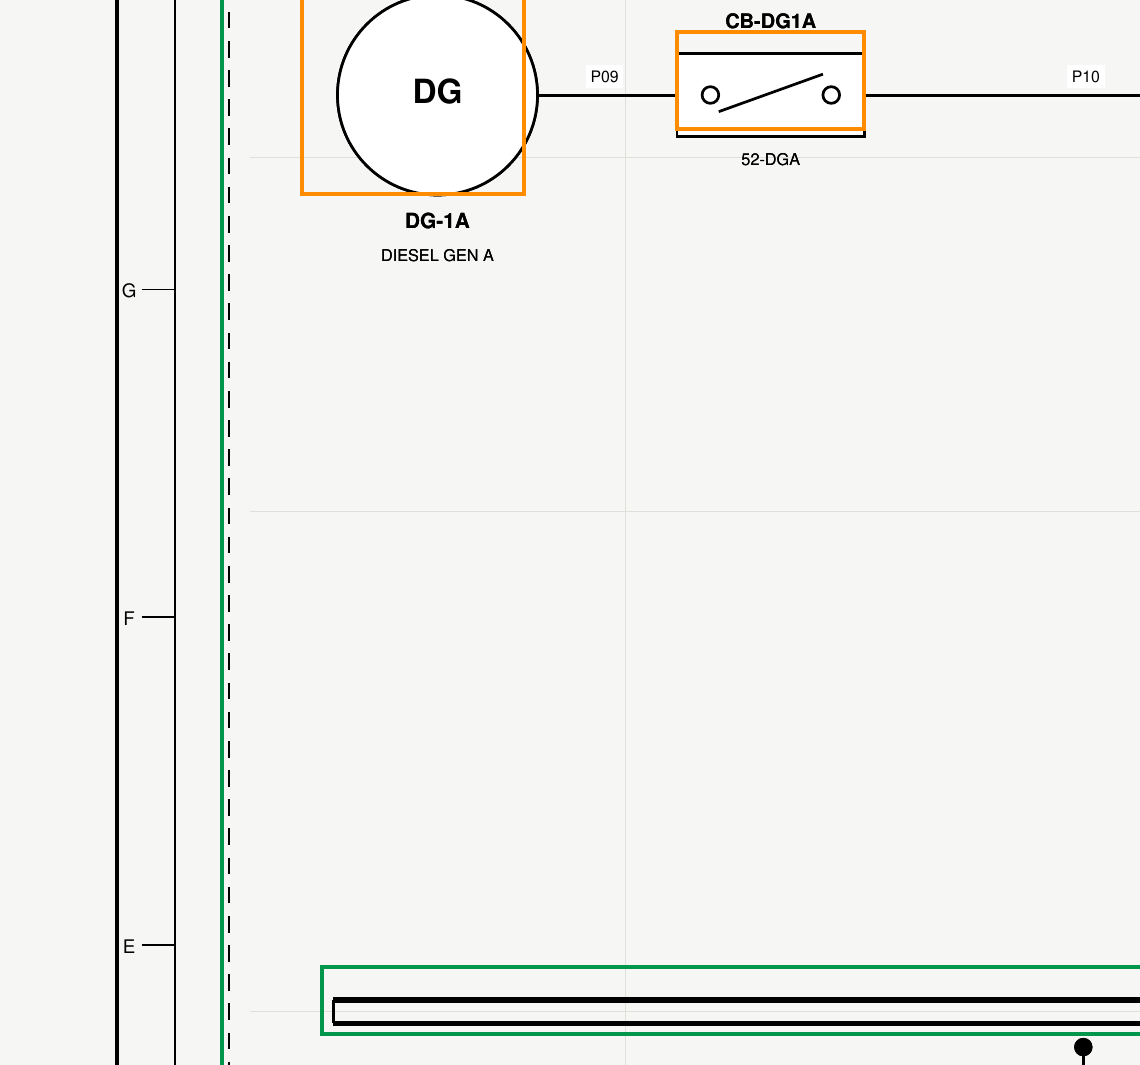 CB-DG1A
DG
P09
P10
52-DGA
DG-1A
DIESEL GEN A
G
F
E